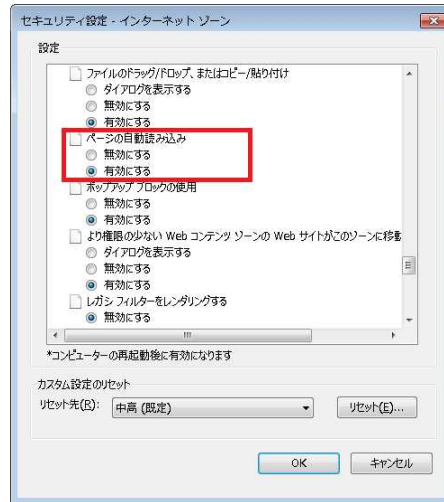 セキュリティ設定 - インターネット ゾーン
設定
ファイルのドラッグ/ドロップ、またはコピー/貼り付け
ダイアログを表示する
無効にする
有効にする
ページの自動読み込み
無効にする
有効にする
ポップアップ ブロックの使用
無効にする
有効にする
より権限の少ない Web コンテンツ ゾーンの Web サイトがこのゾーンに移動
ダイアログを表示する
無効にする
有効にする
レガシ フィルターをレンダリングする
無効にする
*コンピューターの再起動後に有効になります
カスタム設定のリセット
リセット先(R): 中高 (既定) リセット(E)...
OK キャンセル